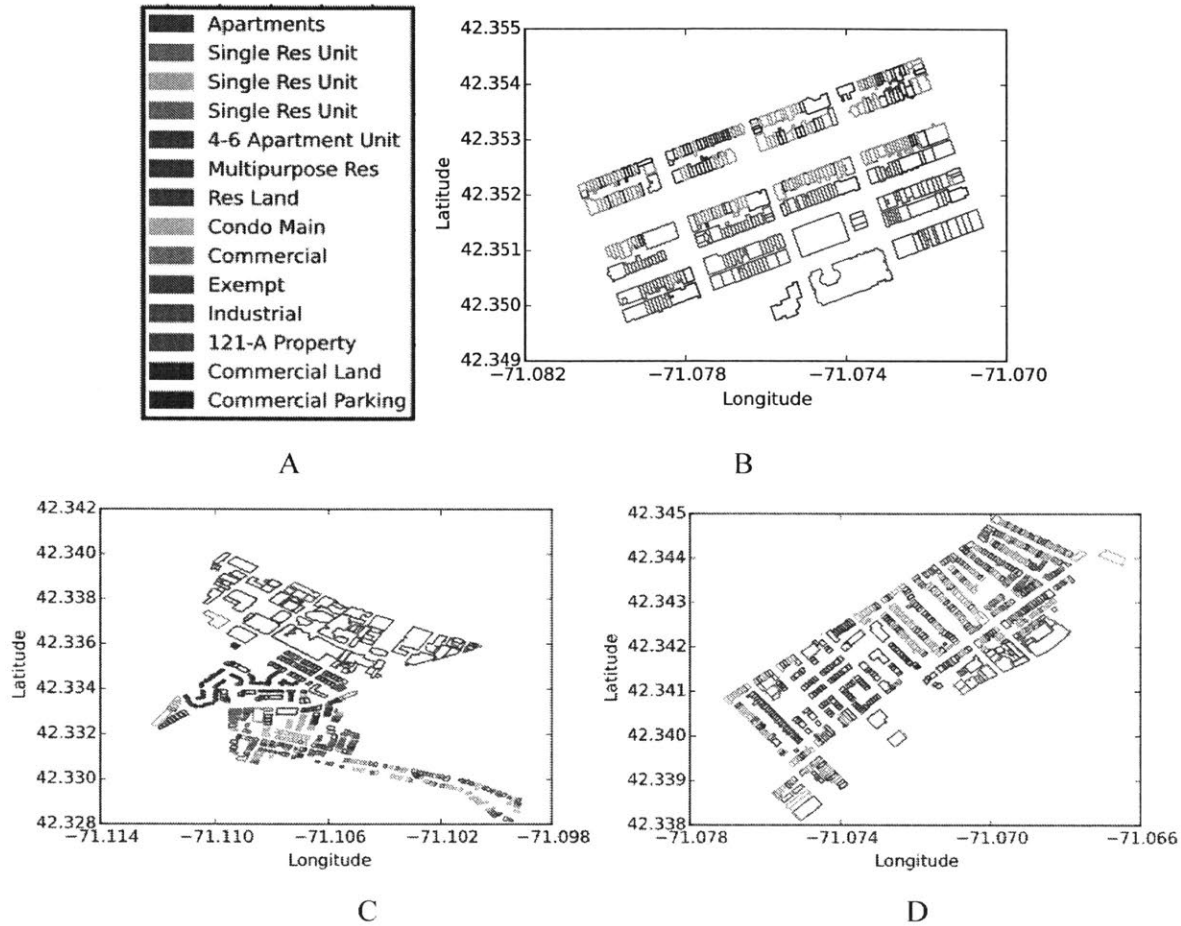 Apartments
Single Res Unit
Single Res Unit
Single Res Unit
4-6 Apartment Unit
Multipurpose Res
Res Land
Condo Main
Commercial
Exempt
Industrial
121-A Property
Commercial Land
Commercial Parking
A
42.355
42.354
42.353
42.352
42.351
42.350
42.349
Latitude
−71.082
−71.078
−71.074
−71.070
Longitude
B
42.342
42.340
42.338
42.336
42.334
42.332
42.330
42.328
Latitude
−71.114
−71.110
−71.106
−71.102
−71.098
Longitude
C
42.345
42.344
42.343
42.342
42.341
42.340
42.339
42.338
Latitude
−71.078
−71.074
−71.070
−71.066
Longitude
D